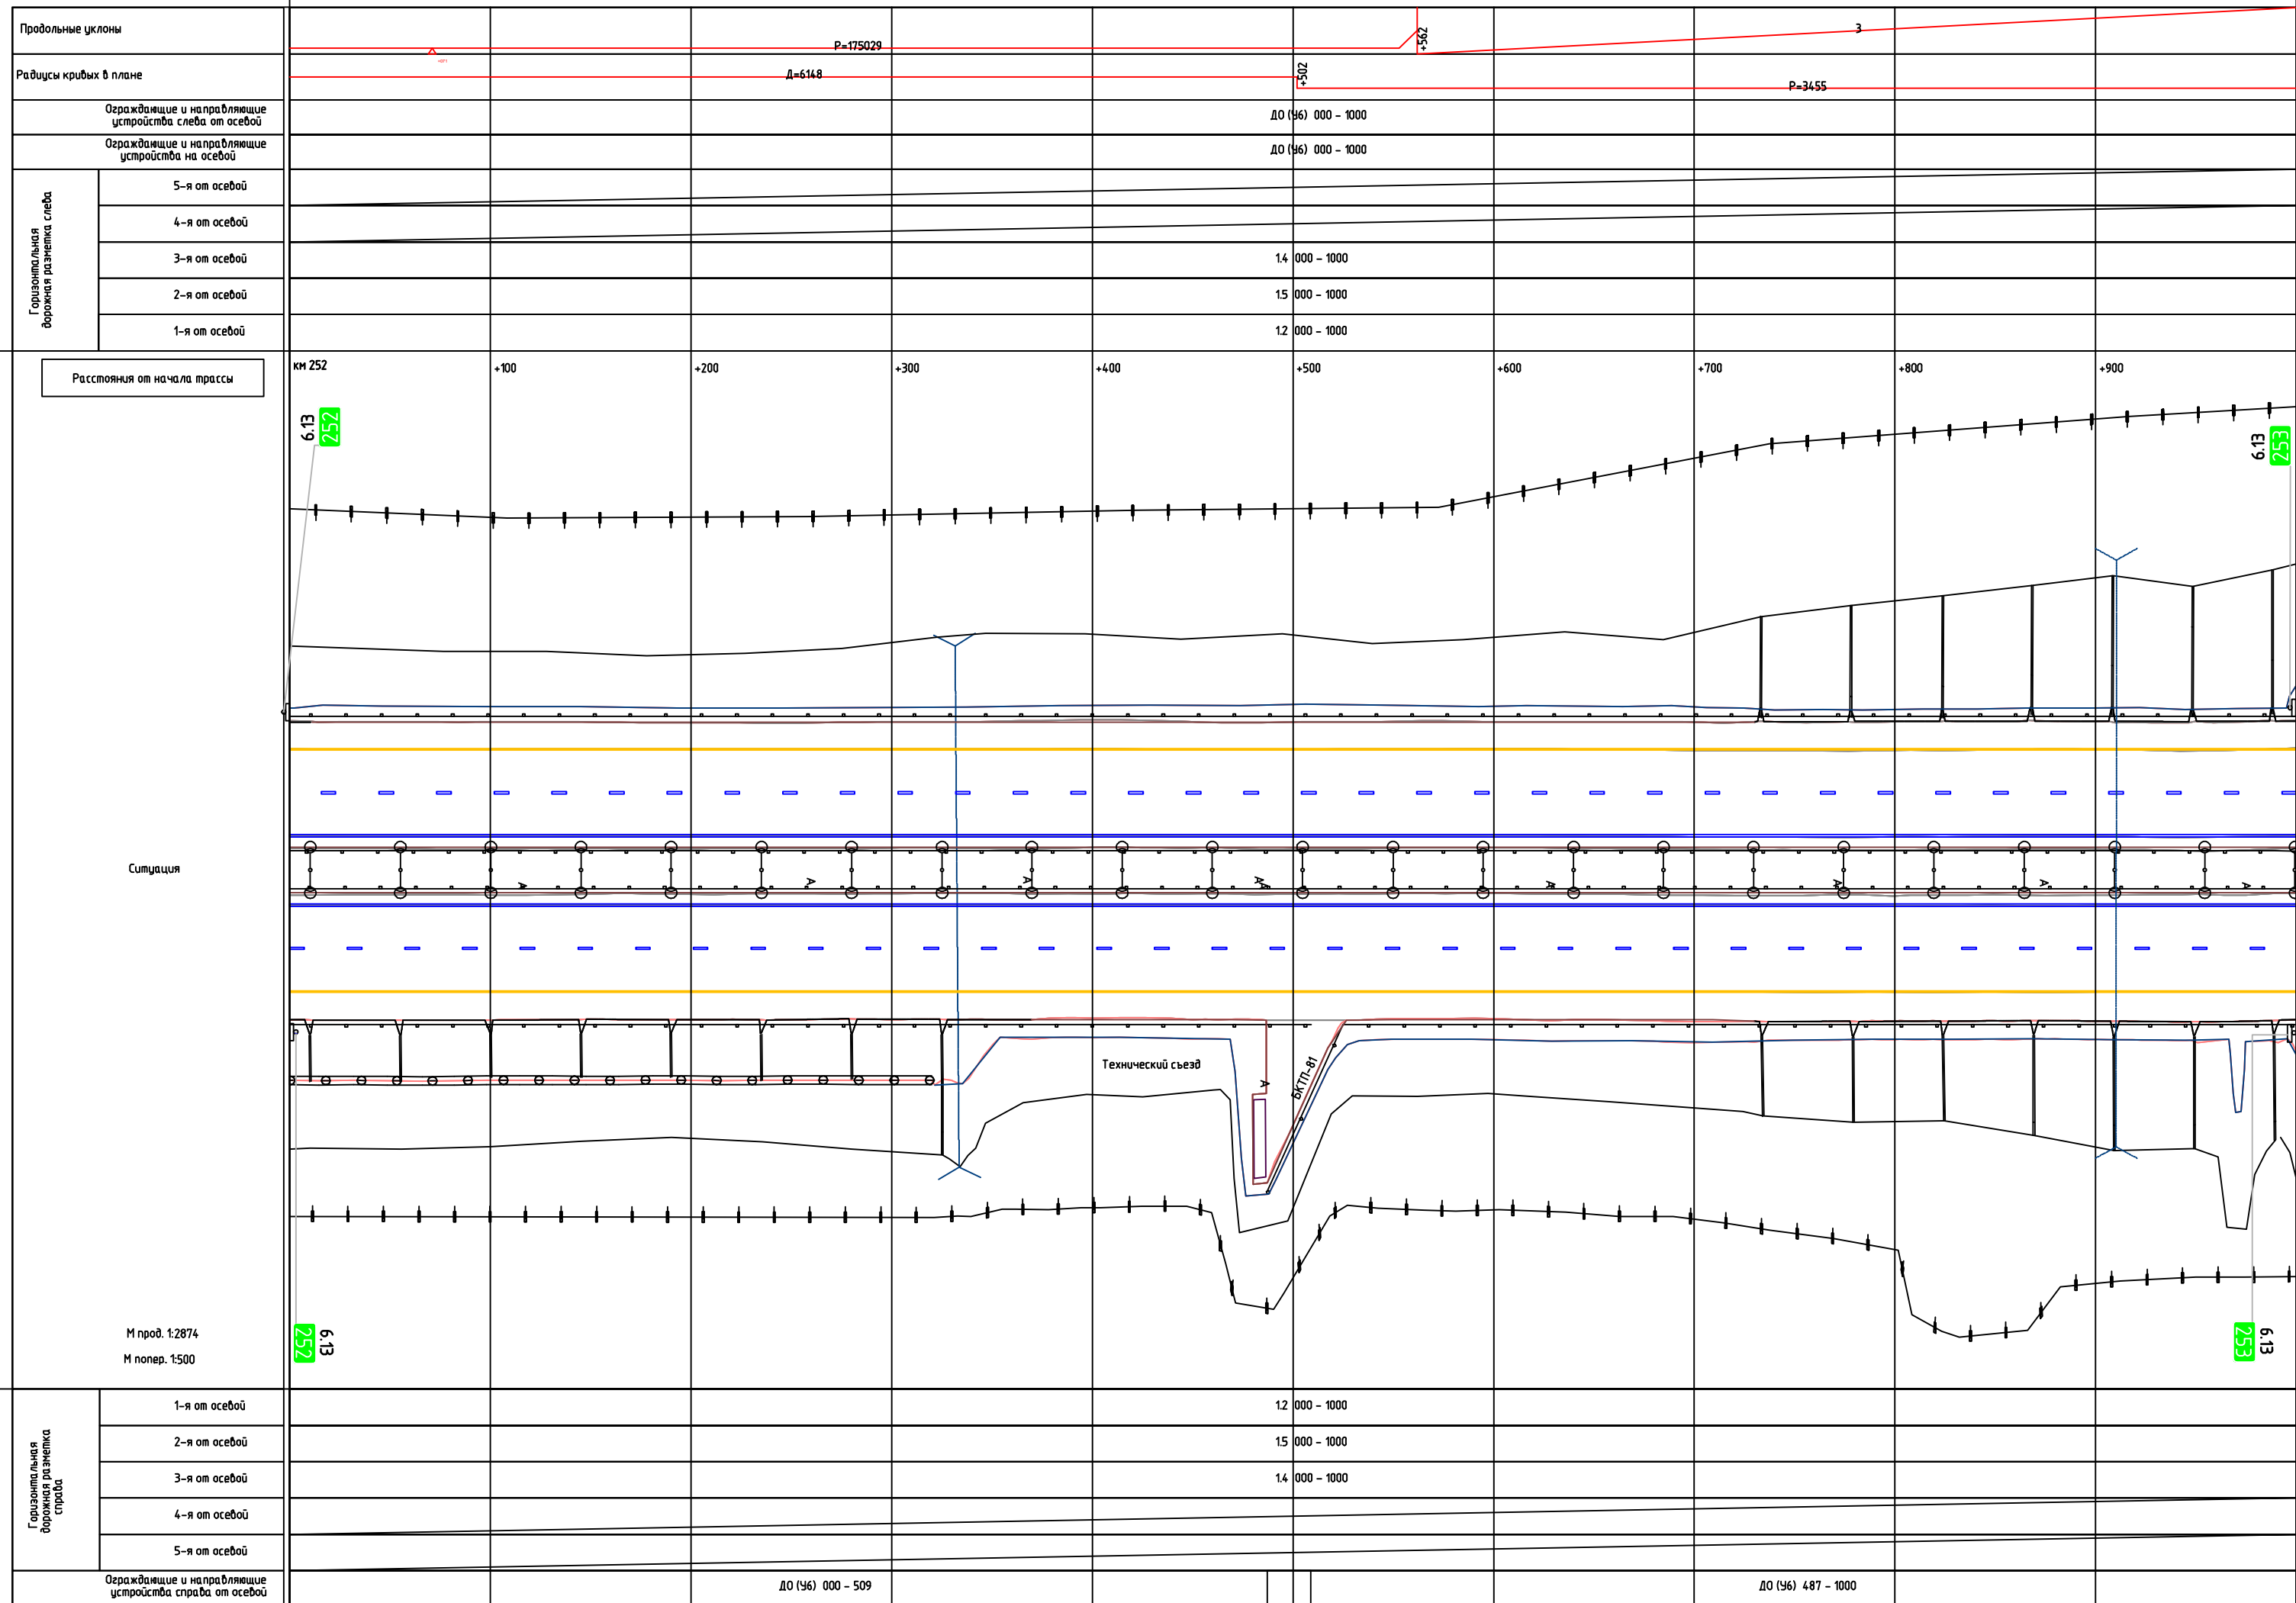 Продольные уклоны
Р=175029
+562
3
Радиусы кривых в плане
Д=6148
+502
Р=3455
Ограждающие и направляющие
устройства слева от осевой
ДО (У6) 000 – 1000
Ограждающие и направляющие
устройства на осевой
ДО (У6) 000 – 1000
Горизонтальная
дорожная разметка слева
5-я от осевой
4-я от осевой
3-я от осевой
1.4 000 – 1000
2-я от осевой
1.5 000 – 1000
1-я от осевой
1.2 000 – 1000
Расстояния от начала трассы
км 252
+100
+200
+300
+400
+500
+600
+700
+800
+900
6.13
252
6.13
253
Ситуация
А
А
А
А
А
А
А
А
А
Технический съезд
А
БКТП-81
М прод. 1:2874
М попер. 1:500
252
6.13
253
6.13
Горизонтальная
дорожная разметка
справа
1-я от осевой
1.2 000 – 1000
2-я от осевой
1.5 000 – 1000
3-я от осевой
1.4 000 – 1000
4-я от осевой
5-я от осевой
Ограждающие и направляющие
устройства справа от осевой
ДО (У6) 000 – 509
ДО (У6) 487 – 1000